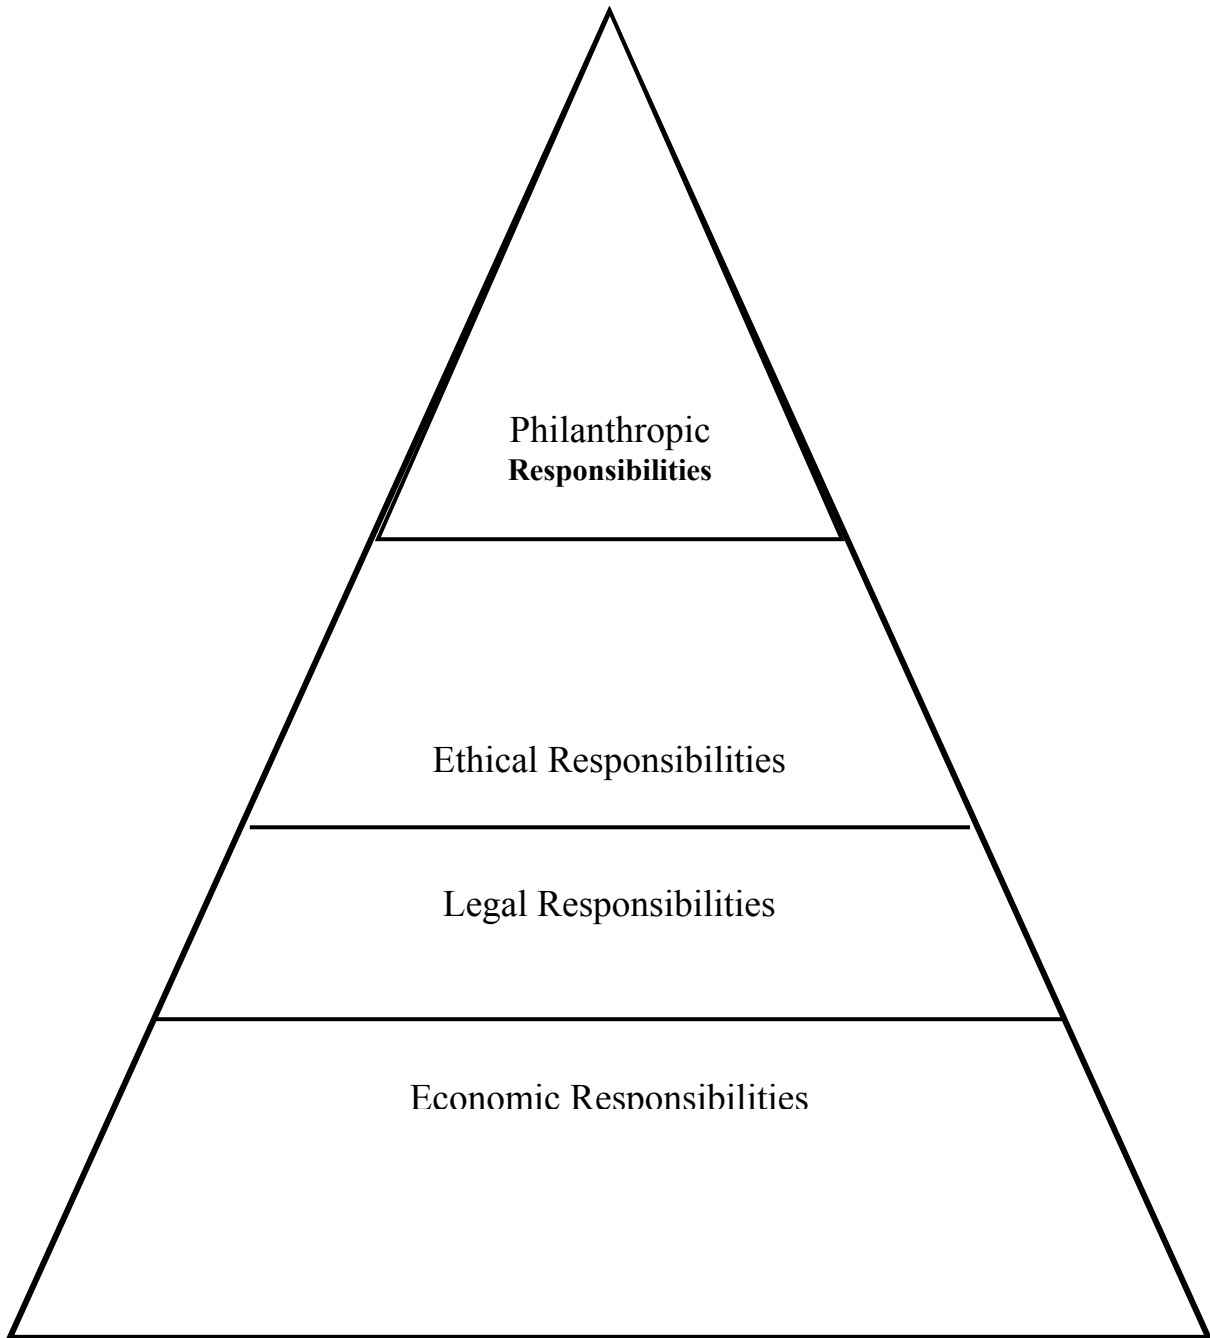 Philanthropic
Responsibilities
Ethical Responsibilities
Legal Responsibilities
Economic Responsibilities